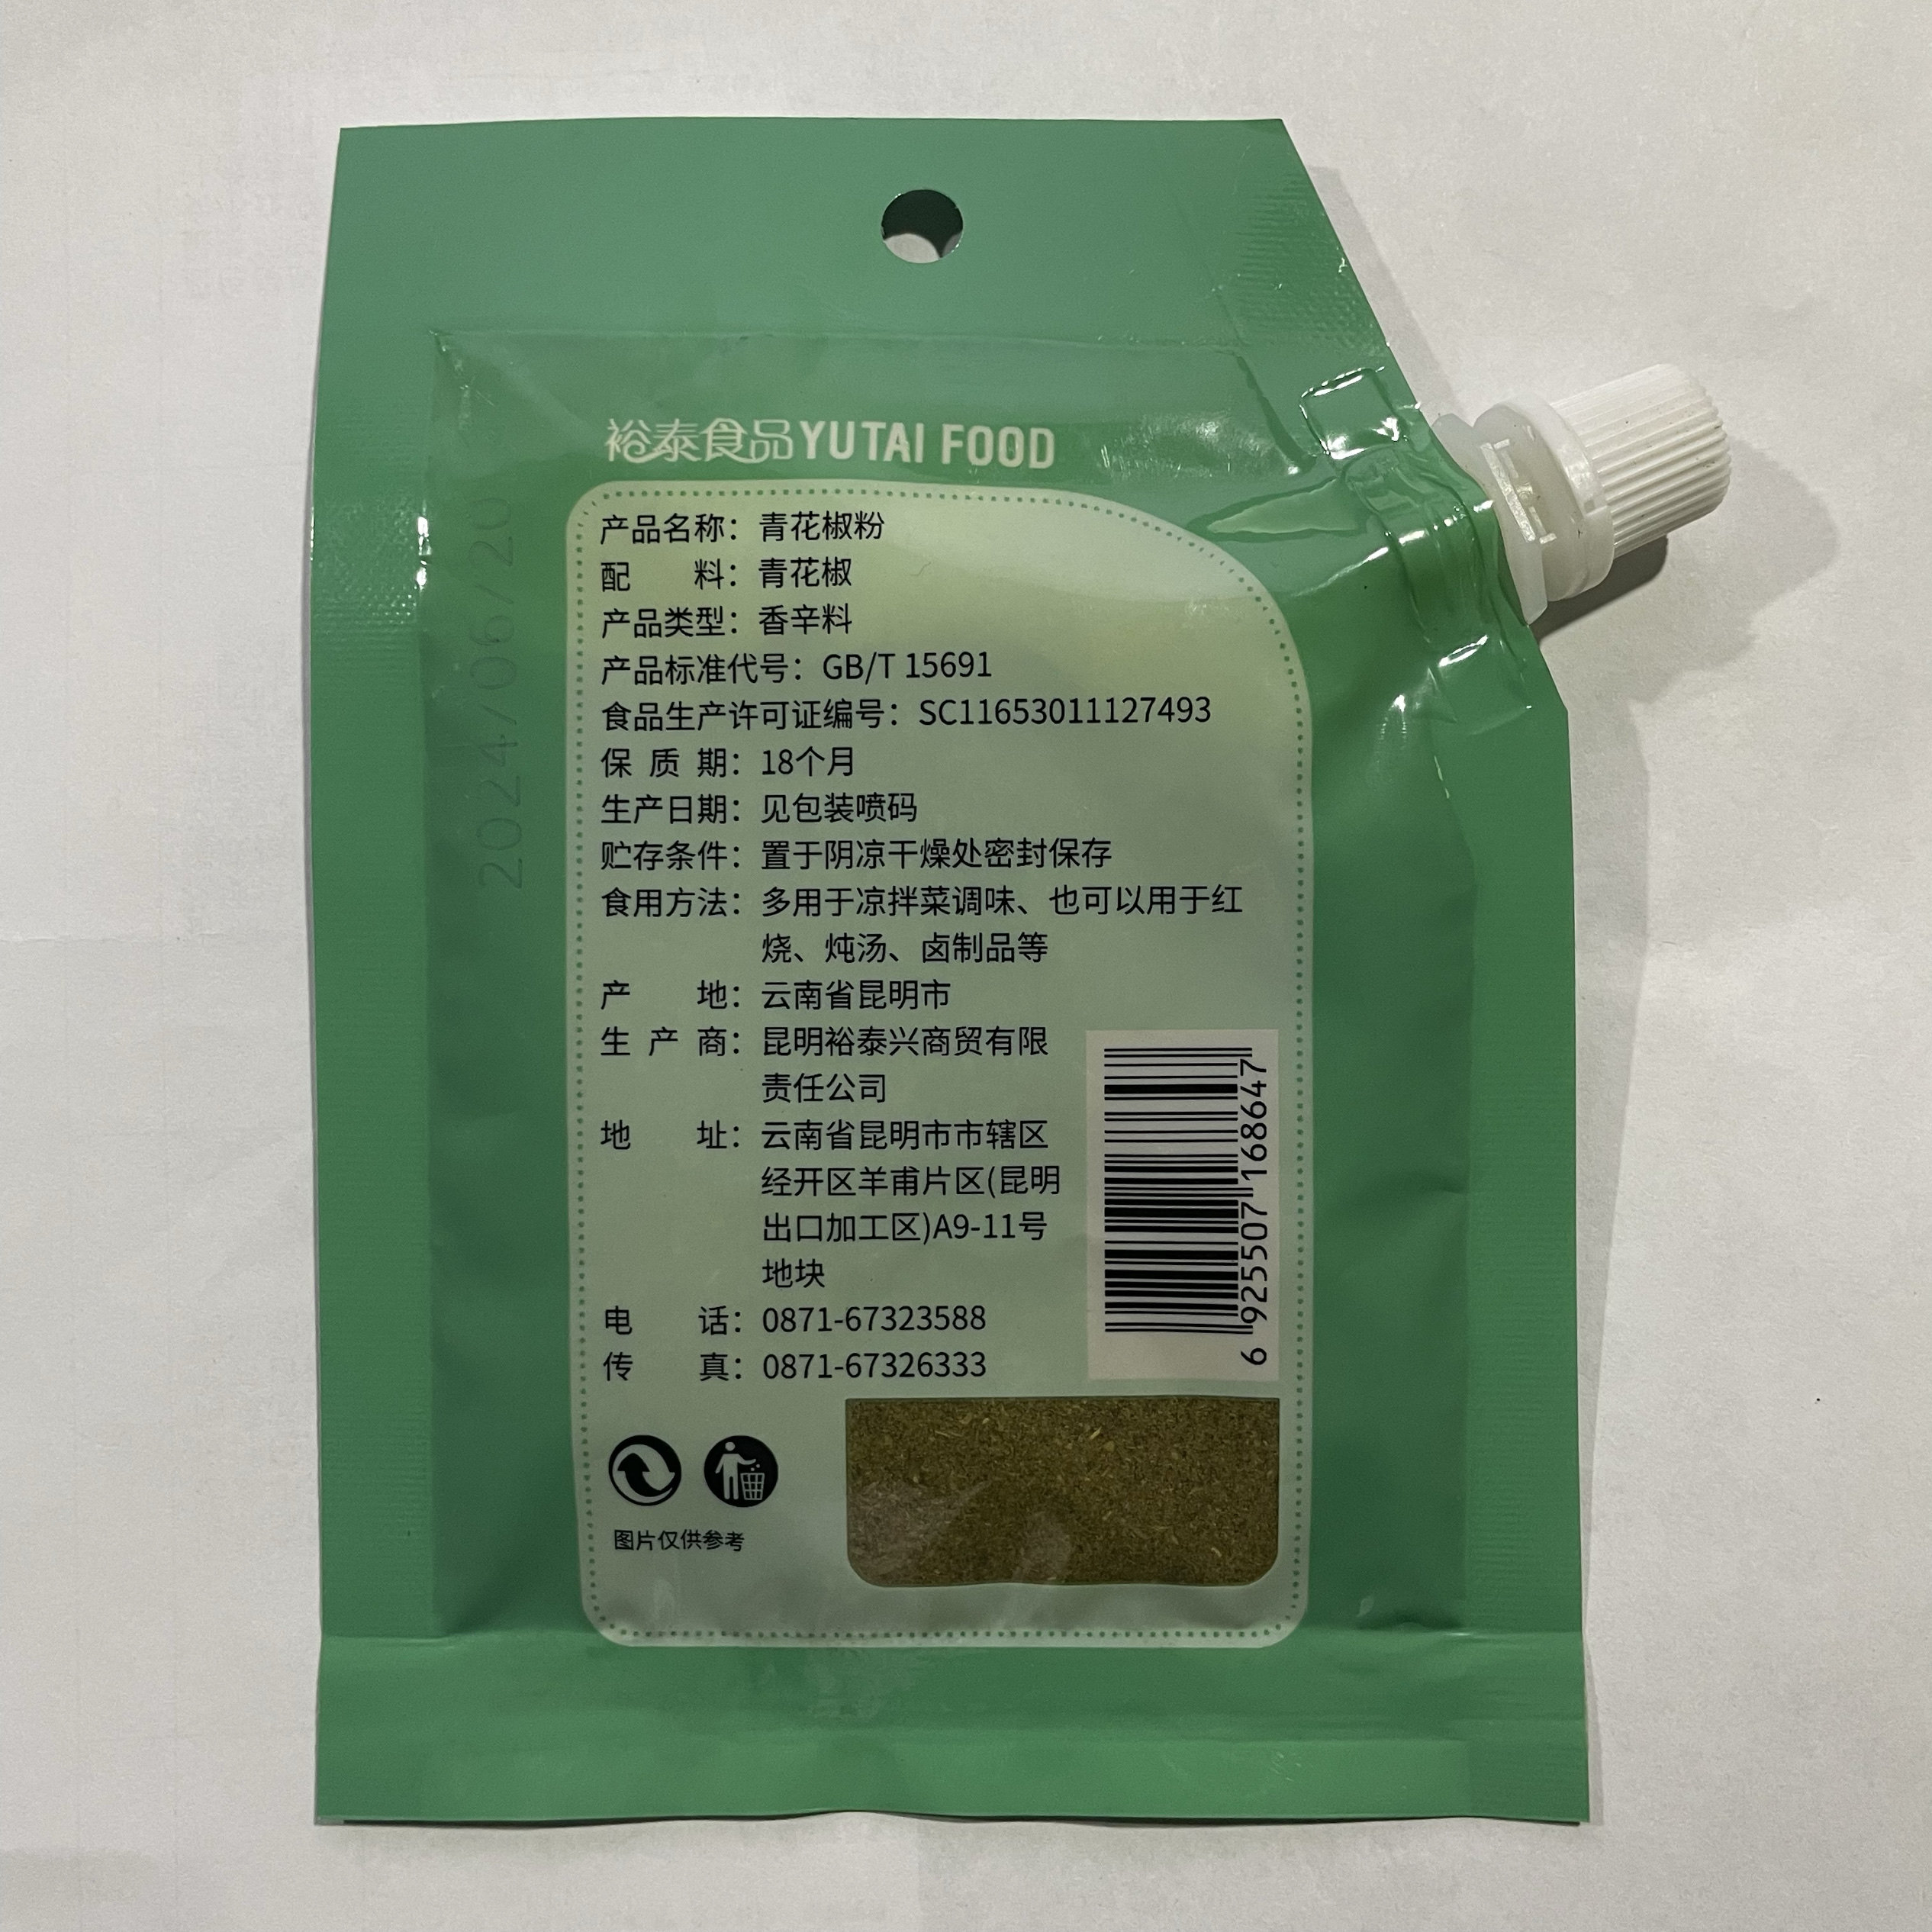 裕泰食品YUTAI FOOD
产品名称：青花椒粉
配料：青花椒
产品类型：香辛料
产品标准代号：GB/T 15691
食品生产许可证编号：SC11653011127493
保质期：18个月
生产日期：见包装喷码
贮存条件：置于阴凉干燥处密封保存
食用方法：多用于凉拌菜调味、也可以用于红
烧、炖汤、卤制品等
产地：云南省昆明市
生产商：昆明裕泰兴商贸有限
责任公司
地址：云南省昆明市市辖区
经开区羊甫片区(昆明
出口加工区)A9-11号
地块
电话：0871-67323588
传真：0871-67326333
6 925507 168647
图片仅供参考
2024/06/20